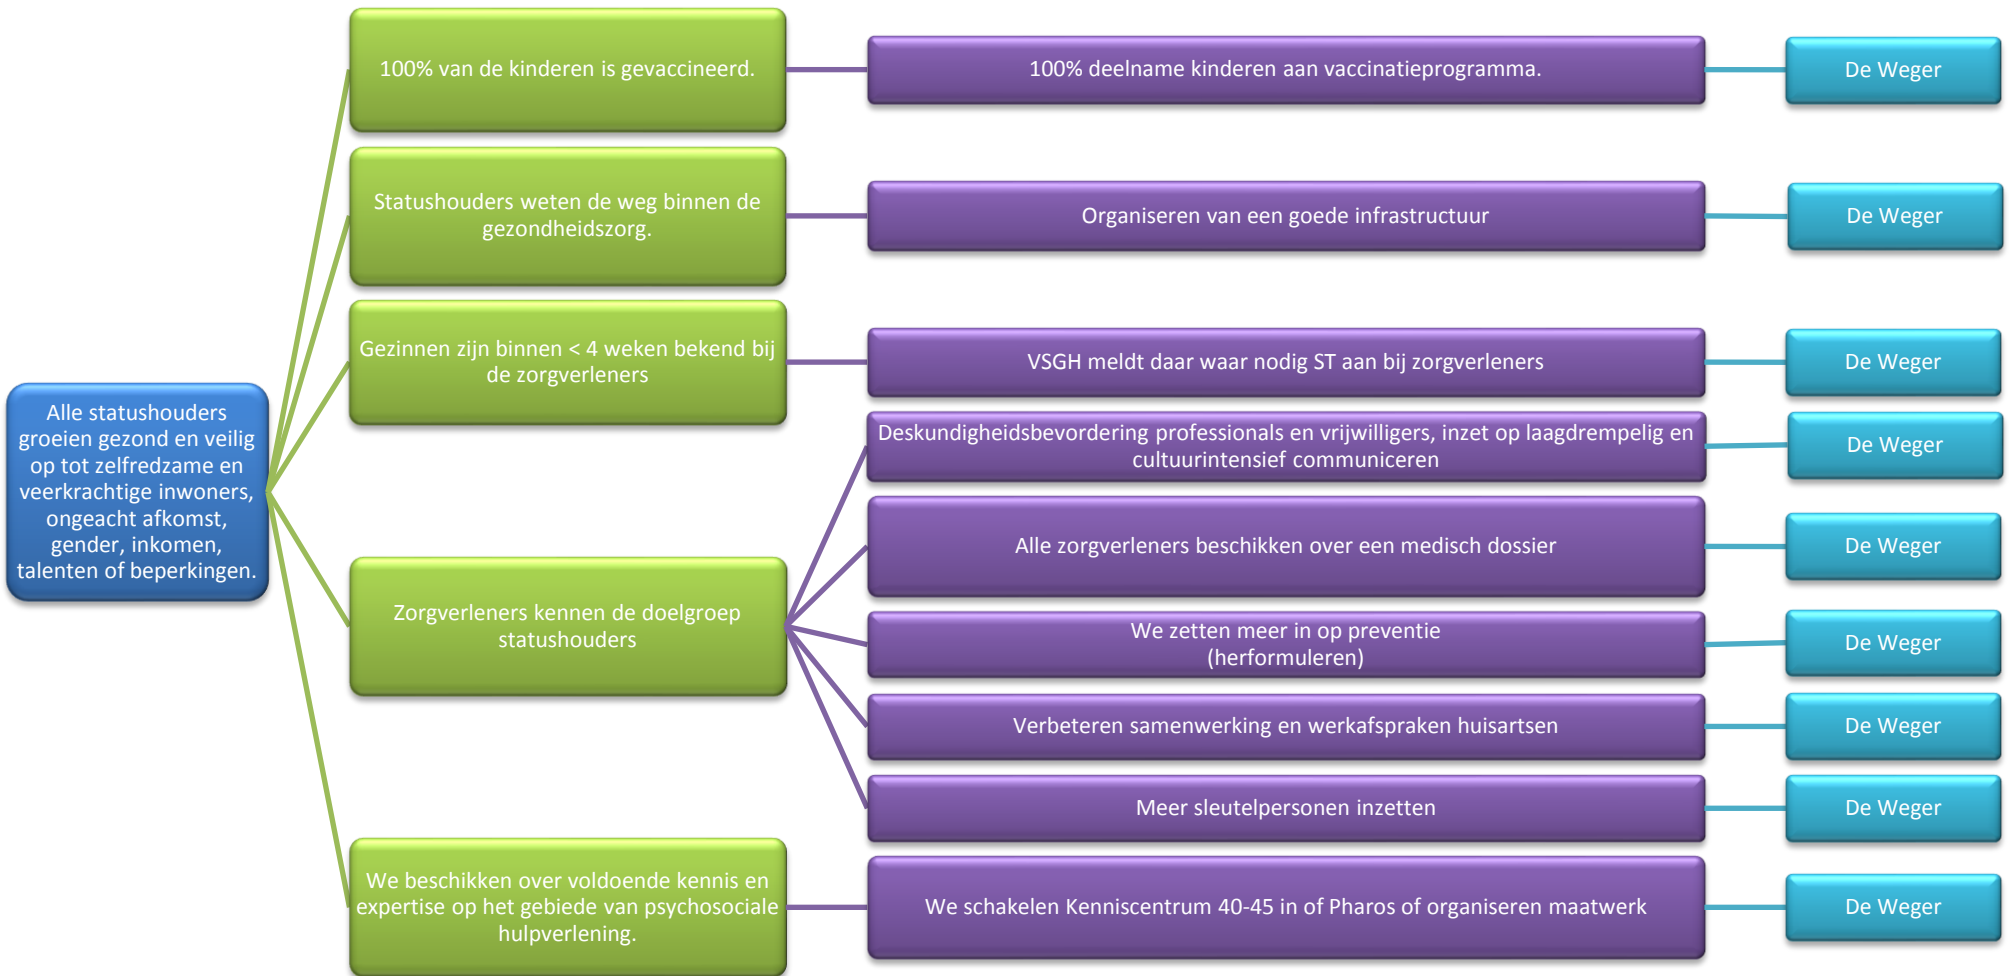 Alle statushouders
groeien gezond en veilig
op tot zelfredzame en
veerkrachtige inwoners,
ongeacht afkomst,
gender, inkomen,
talenten of beperkingen.
100% van de kinderen is gevaccineerd.
100% deelname kinderen aan vaccinatieprogramma.
De Weger
Statushouders weten de weg binnen de
gezondheidszorg.
Organiseren van een goede infrastructuur
De Weger
Gezinnen zijn binnen < 4 weken bekend bij
de zorgverleners
VSGH meldt daar waar nodig ST aan bij zorgverleners
De Weger
Zorgverleners kennen de doelgroep
statushouders
Deskundigheidsbevordering professionals en vrijwilligers, inzet op laagdrempelig en
cultuurintensief communiceren
De Weger
Alle zorgverleners beschikken over een medisch dossier
De Weger
We zetten meer in op preventie
(herformuleren)
De Weger
Verbeteren samenwerking en werkafspraken huisartsen
De Weger
Meer sleutelpersonen inzetten
De Weger
We beschikken over voldoende kennis en
expertise op het gebiede van psychosociale
hulpverlening.
We schakelen Kenniscentrum 40-45 in of Pharos of organiseren maatwerk
De Weger